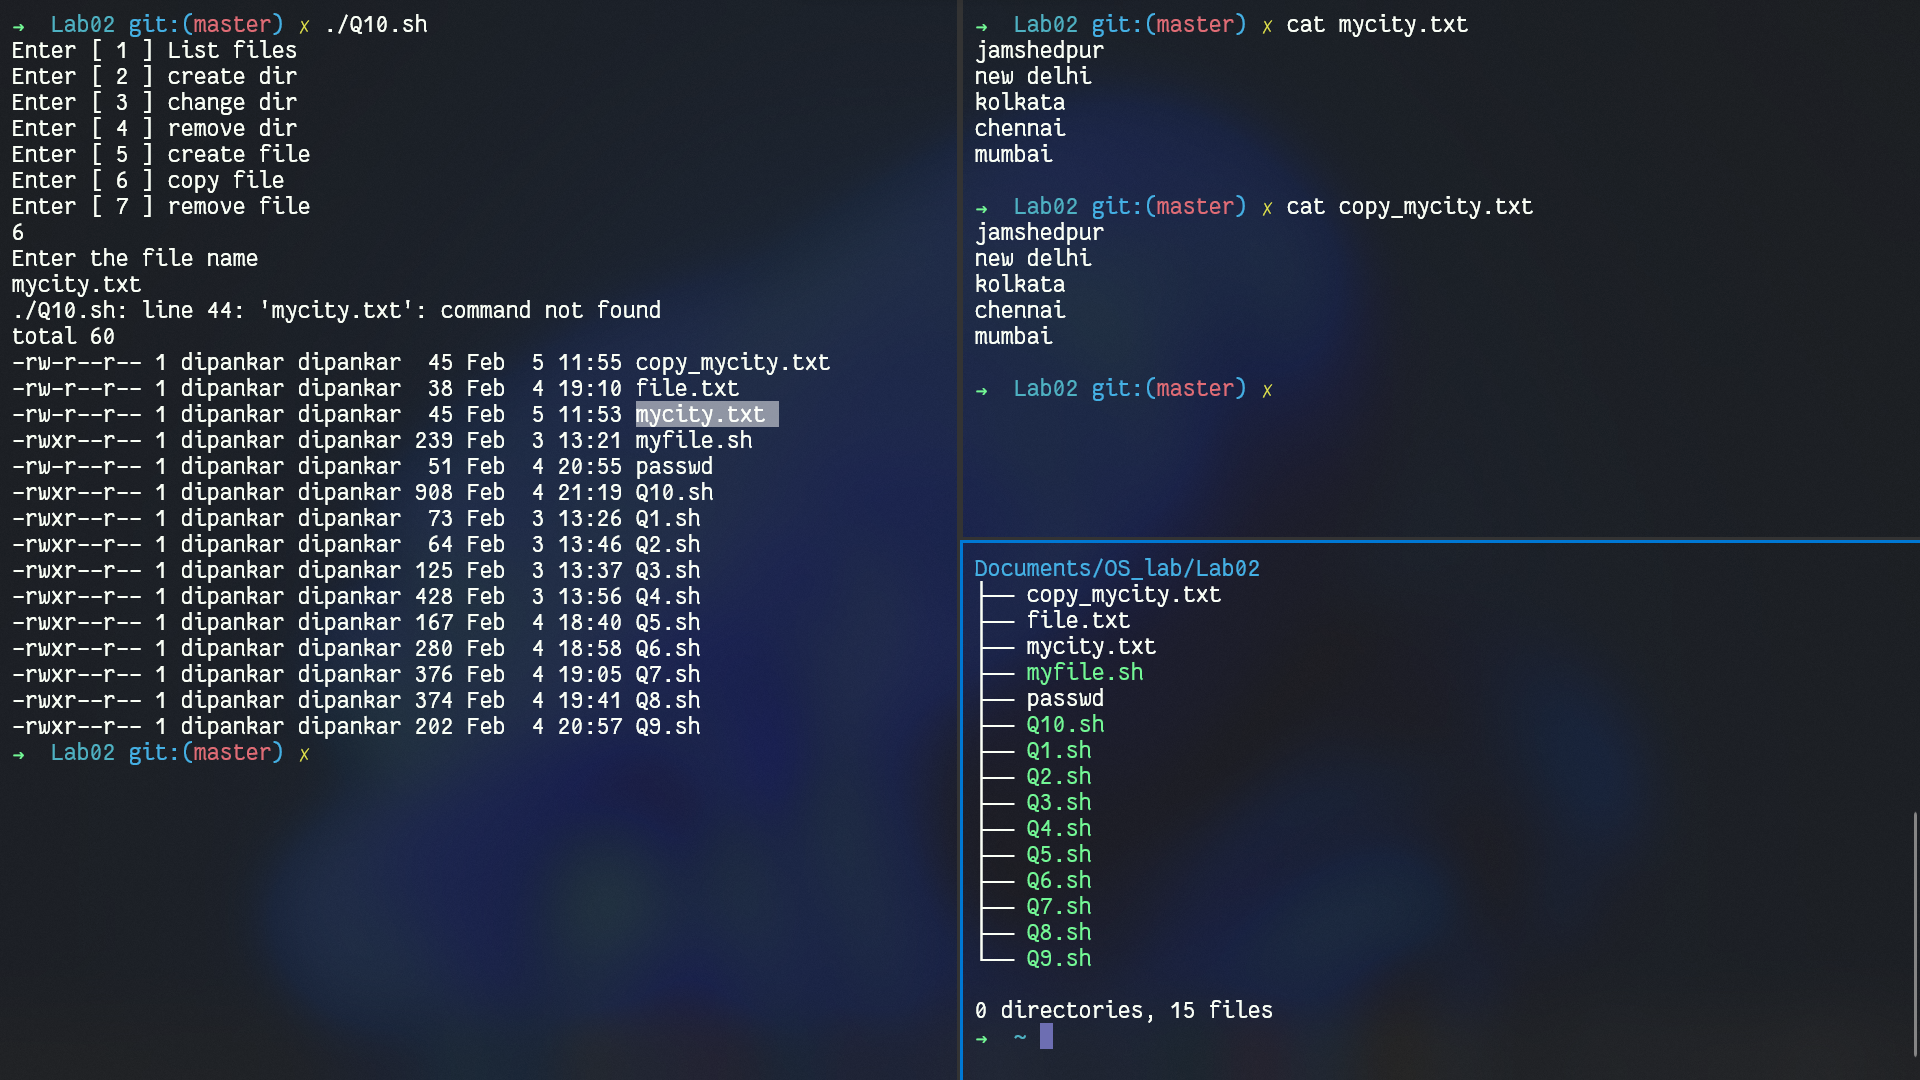 →  Lab02 git:(master) ✗ ./Q10.sh
Enter [ 1 ] List files
Enter [ 2 ] create dir
Enter [ 3 ] change dir
Enter [ 4 ] remove dir
Enter [ 5 ] create file
Enter [ 6 ] copy file
Enter [ 7 ] remove file
6
Enter the file name
mycity.txt
./Q10.sh: line 44: 'mycity.txt': command not found
total 60
-rw-r--r-- 1 dipankar dipankar  45 Feb  5 11:55 copy_mycity.txt
-rw-r--r-- 1 dipankar dipankar  38 Feb  4 19:10 file.txt
-rw-r--r-- 1 dipankar dipankar  45 Feb  5 11:53 mycity.txt
-rwxr--r-- 1 dipankar dipankar 239 Feb  3 13:21 myfile.sh
-rw-r--r-- 1 dipankar dipankar  51 Feb  4 20:55 passwd
-rwxr--r-- 1 dipankar dipankar 908 Feb  4 21:19 Q10.sh
-rwxr--r-- 1 dipankar dipankar  73 Feb  3 13:26 Q1.sh
-rwxr--r-- 1 dipankar dipankar  64 Feb  3 13:46 Q2.sh
-rwxr--r-- 1 dipankar dipankar 125 Feb  3 13:37 Q3.sh
-rwxr--r-- 1 dipankar dipankar 428 Feb  3 13:56 Q4.sh
-rwxr--r-- 1 dipankar dipankar 167 Feb  4 18:40 Q5.sh
-rwxr--r-- 1 dipankar dipankar 280 Feb  4 18:58 Q6.sh
-rwxr--r-- 1 dipankar dipankar 376 Feb  4 19:05 Q7.sh
-rwxr--r-- 1 dipankar dipankar 374 Feb  4 19:41 Q8.sh
-rwxr--r-- 1 dipankar dipankar 202 Feb  4 20:57 Q9.sh
→  Lab02 git:(master) ✗
→  Lab02 git:(master) ✗ cat mycity.txt
jamshedpur
new delhi
kolkata
chennai
mumbai
→  Lab02 git:(master) ✗ cat copy_mycity.txt
jamshedpur
new delhi
kolkata
chennai
mumbai
→  Lab02 git:(master) ✗
Documents/OS_lab/Lab02
├── copy_mycity.txt
├── file.txt
├── mycity.txt
├── myfile.sh
├── passwd
├── Q10.sh
├── Q1.sh
├── Q2.sh
├── Q3.sh
├── Q4.sh
├── Q5.sh
├── Q6.sh
├── Q7.sh
├── Q8.sh
└── Q9.sh
0 directories, 15 files
→  ~